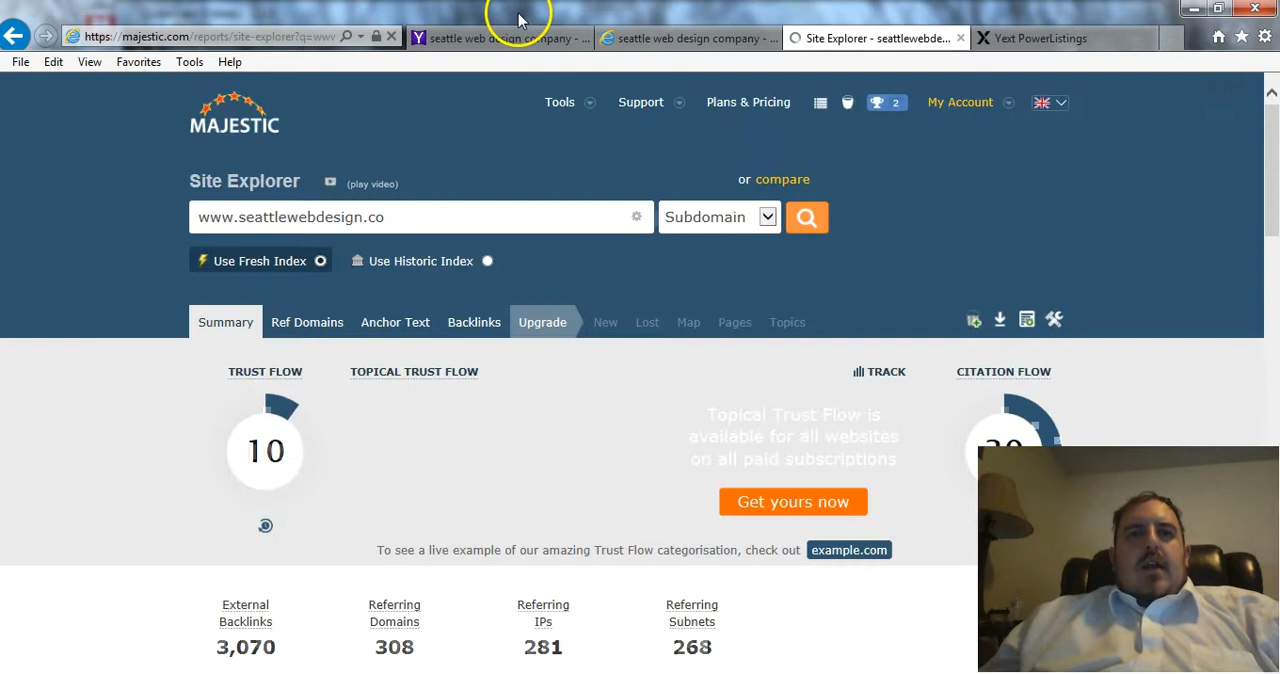 https://majestic.com/reports/site-explorer?q=www
seattle web design company - ...
seattle web design company - ...
Site Explorer - seattlewebde...
Yext PowerListings
File Edit View Favorites Tools Help
MAJESTIC
Tools Support Plans & Pricing 2 My Account
Site Explorer (play video) or compare
www.seattlewebdesign.co Subdomain
Use Fresh Index Use Historic Index
Summary Ref Domains Anchor Text Backlinks Upgrade New Lost Map Pages Topics
TRUST FLOW TOPICAL TRUST FLOW TRACK CITATION FLOW
10
Topical Trust Flow is
available for all websites
on all paid subscriptions
Get yours now
To see a live example of our amazing Trust Flow categorisation, check out example.com
External
Backlinks
3,070
Referring
Domains
308
Referring
IPs
281
Referring
Subnets
268